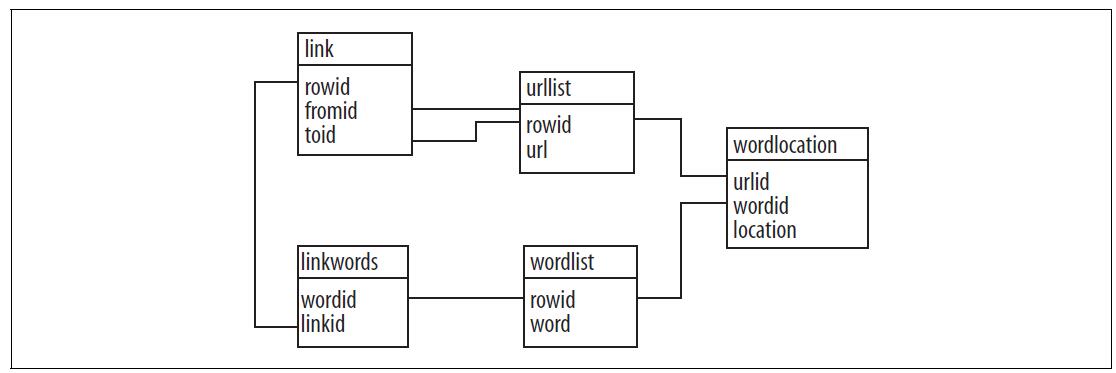 link
rowid
fromid
toid
urllist
rowid
url
wordlocation
urlid
wordid
location
linkwords
wordid
linkid
wordlist
rowid
word